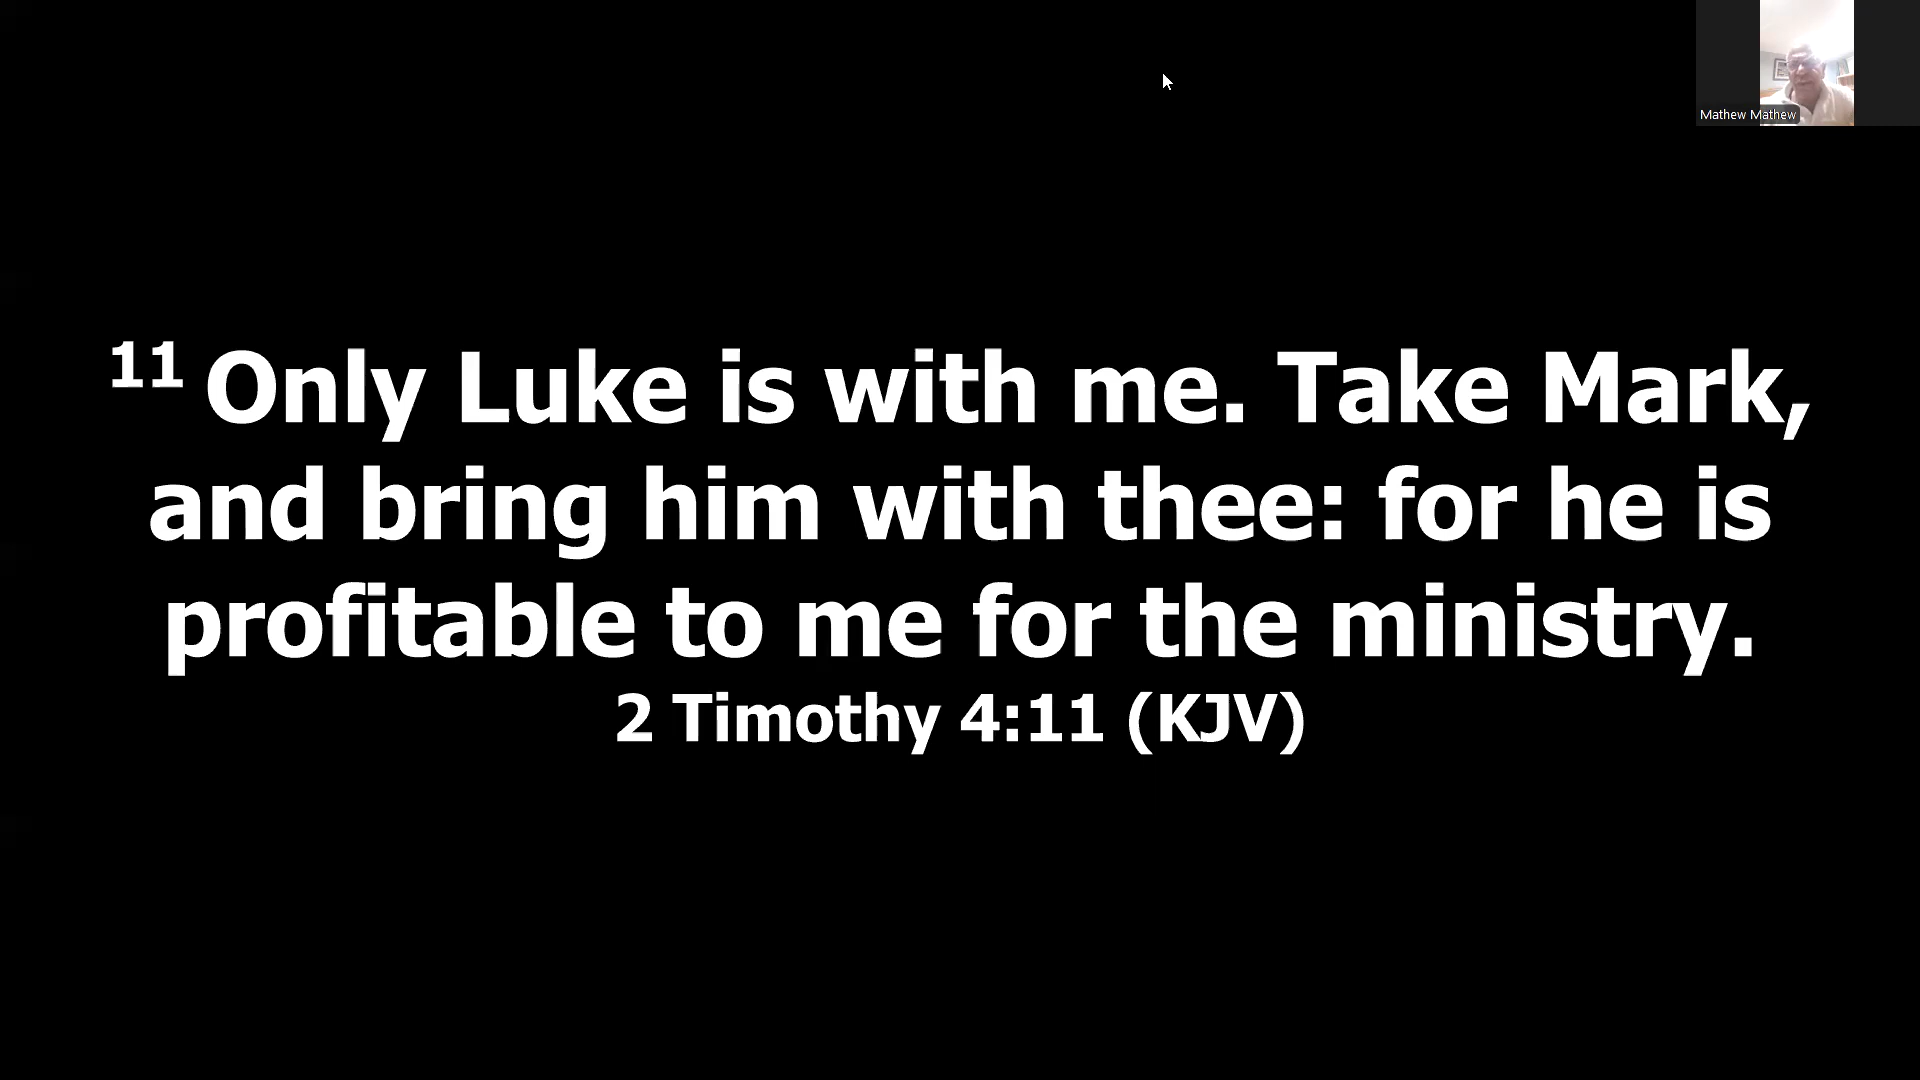 Mathew Mathew
11 Only Luke is with me. Take Mark,
and bring him with thee: for he is
profitable to me for the ministry.
2 Timothy 4:11 (KJV)